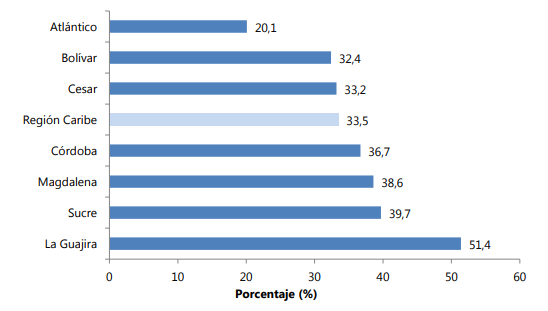 Atlántico 20,1
Bolívar 32,4
Cesar 33,2
Región Caribe 33,5
Córdoba 36,7
Magdalena 38,6
Sucre 39,7
La Guajira 51,4
0 10 20 30 40 50 60
Porcentaje (%)